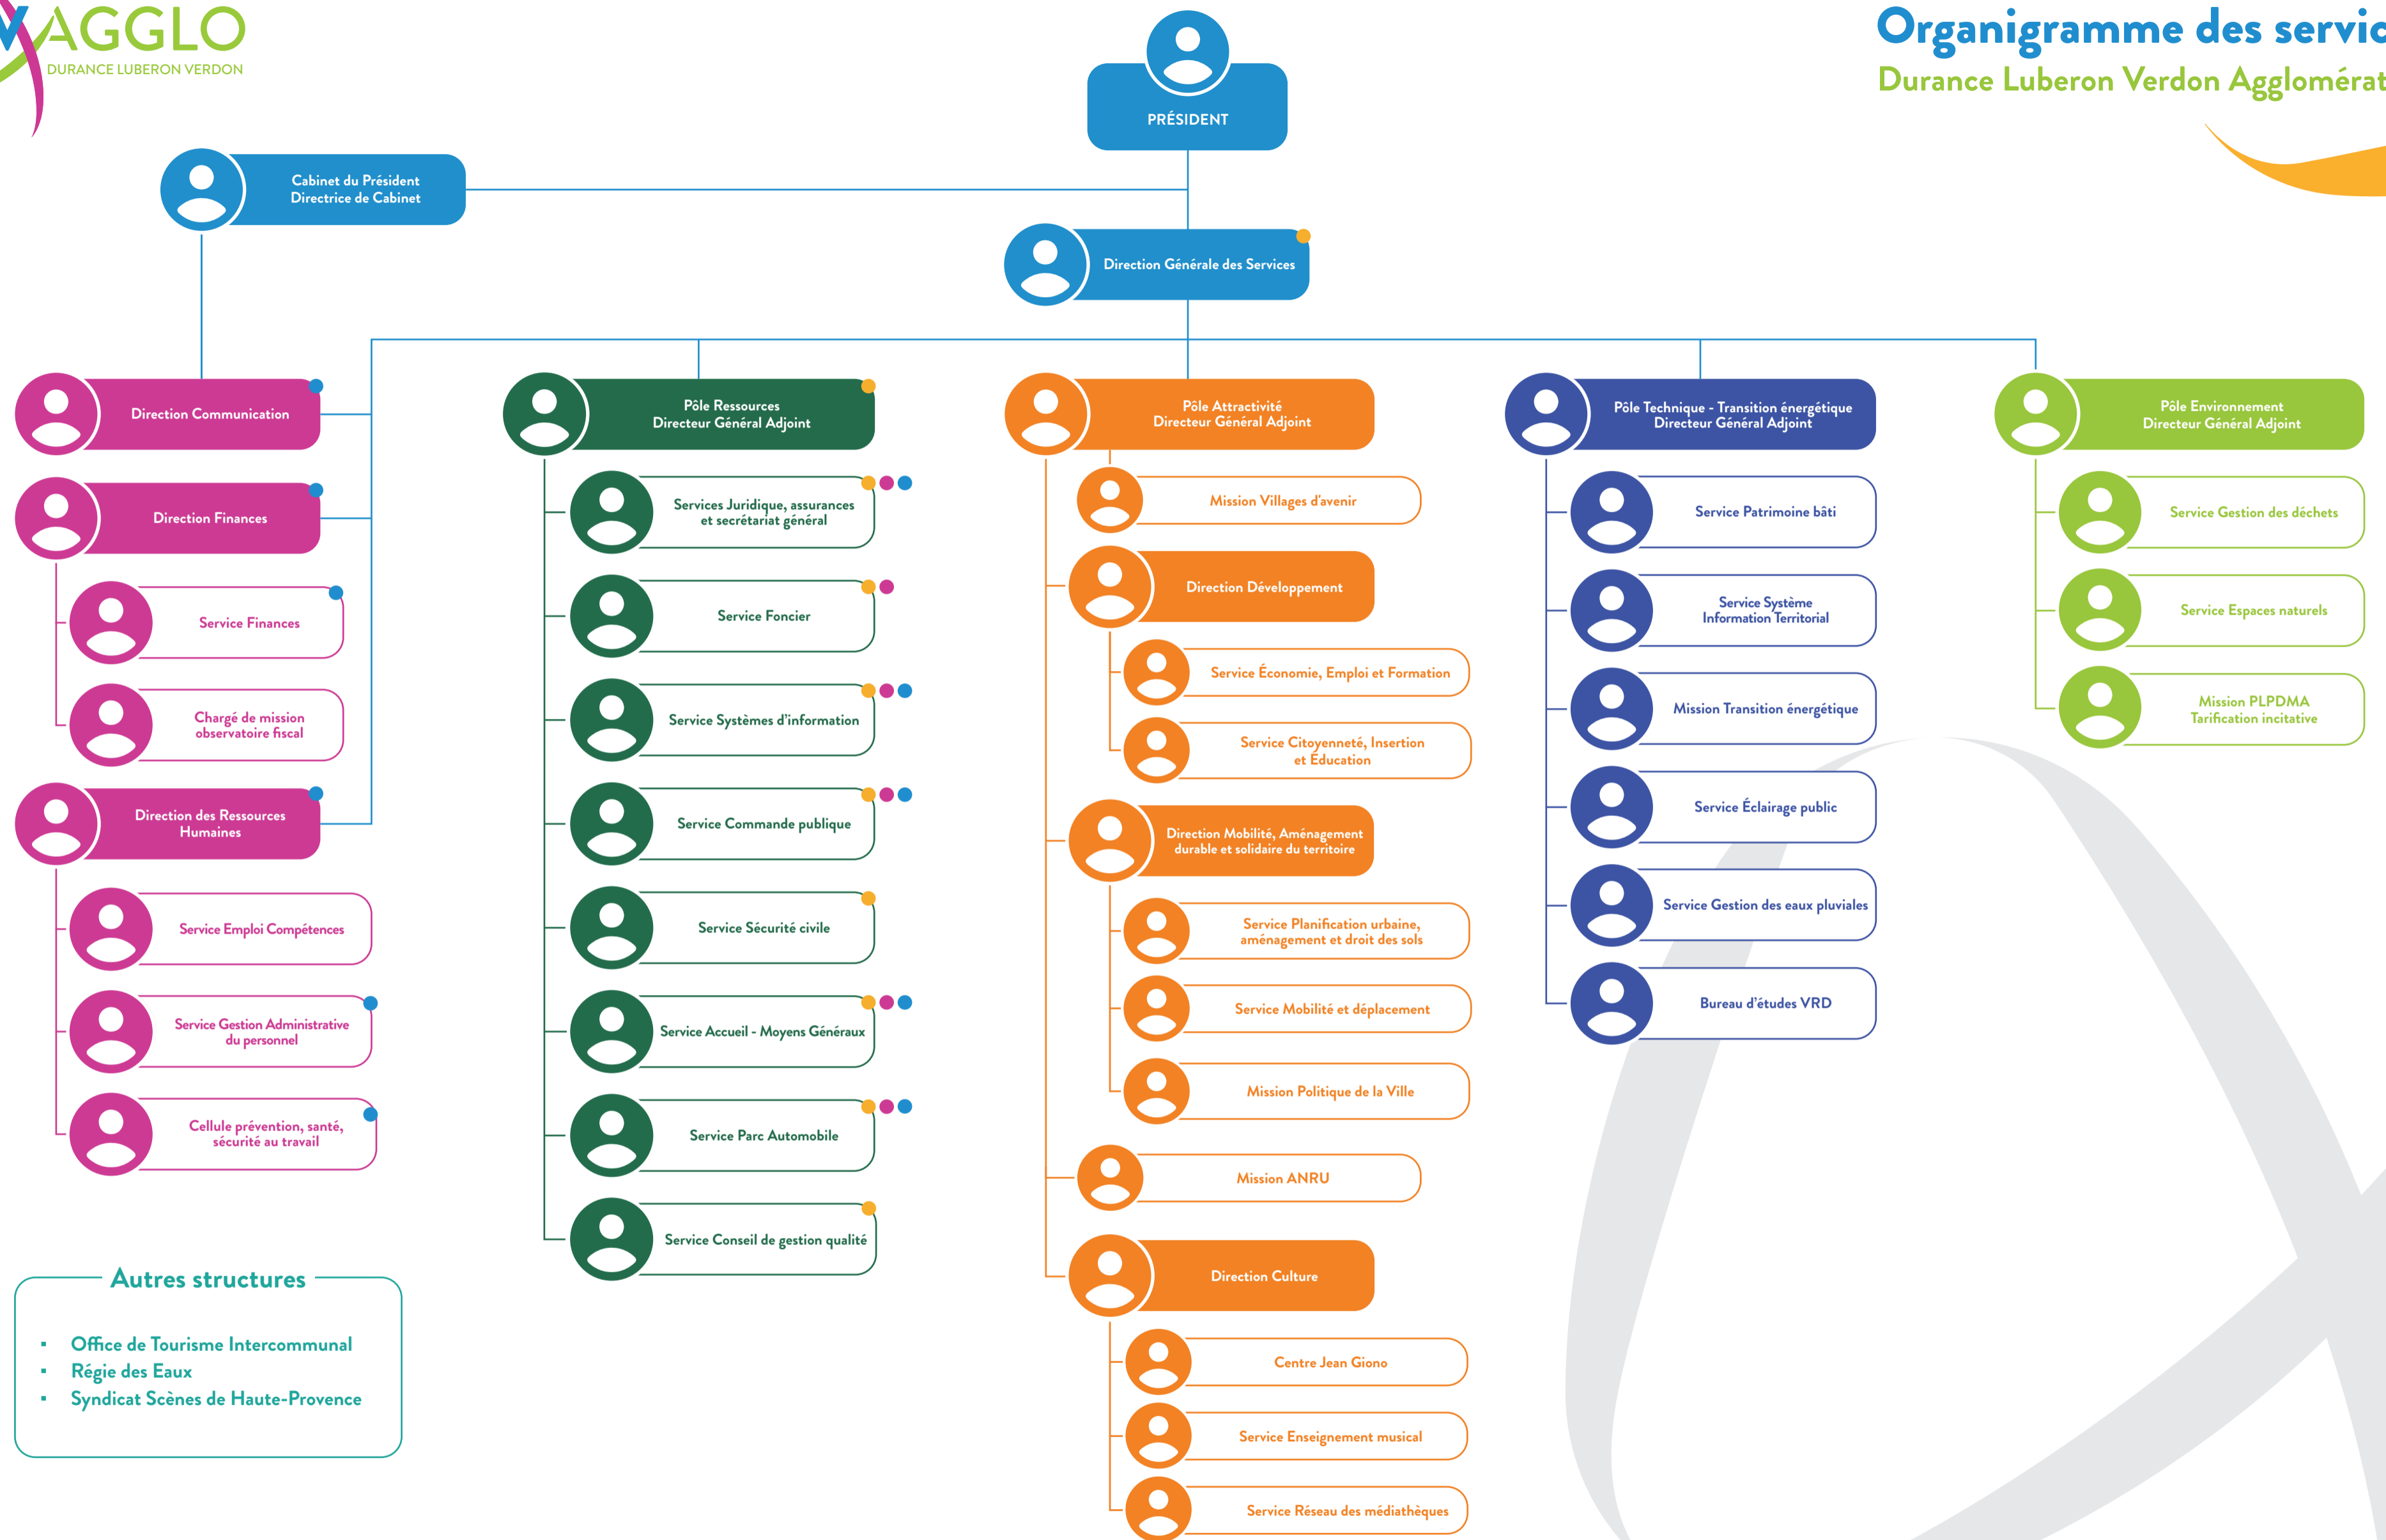 AGGLO
DURANCE LUBERON VERDON
Organigramme des servic
Durance Luberon Verdon Agglomérat
PRÉSIDENT
Cabinet du Président
Directrice de Cabinet
Direction Générale des Services
Direction Communication
Direction Finances
Service Finances
Chargé de mission
observatoire fiscal
Direction des Ressources
Humaines
Service Emploi Compétences
Service Gestion Administrative
du personnel
Cellule prévention, santé,
sécurité au travail
Pôle Ressources
Directeur Général Adjoint
Services Juridique, assurances
et secrétariat général
Service Foncier
Service Systèmes d'information
Service Commande publique
Service Sécurité civile
Service Accueil - Moyens Généraux
Service Parc Automobile
Service Conseil de gestion qualité
Pôle Attractivité
Directeur Général Adjoint
Mission Villages d'avenir
Direction Développement
Service Économie, Emploi et Formation
Service Citoyenneté, Insertion
et Éducation
Direction Mobilité, Aménagement
durable et solidaire du territoire
Service Planification urbaine,
aménagement et droit des sols
Service Mobilité et déplacement
Mission Politique de la Ville
Mission ANRU
Direction Culture
Centre Jean Giono
Service Enseignement musical
Service Réseau des médiathèques
Pôle Technique - Transition énergétique
Directeur Général Adjoint
Service Patrimoine bâti
Service Système
Information Territorial
Mission Transition énergétique
Service Éclairage public
Service Gestion des eaux pluviales
Bureau d'études VRD
Pôle Environnement
Directeur Général Adjoint
Service Gestion des déchets
Service Espaces naturels
Mission PLPDMA
Tarification incitative
Autres structures
▪ Office de Tourisme Intercommunal
▪ Régie des Eaux
▪ Syndicat Scènes de Haute-Provence